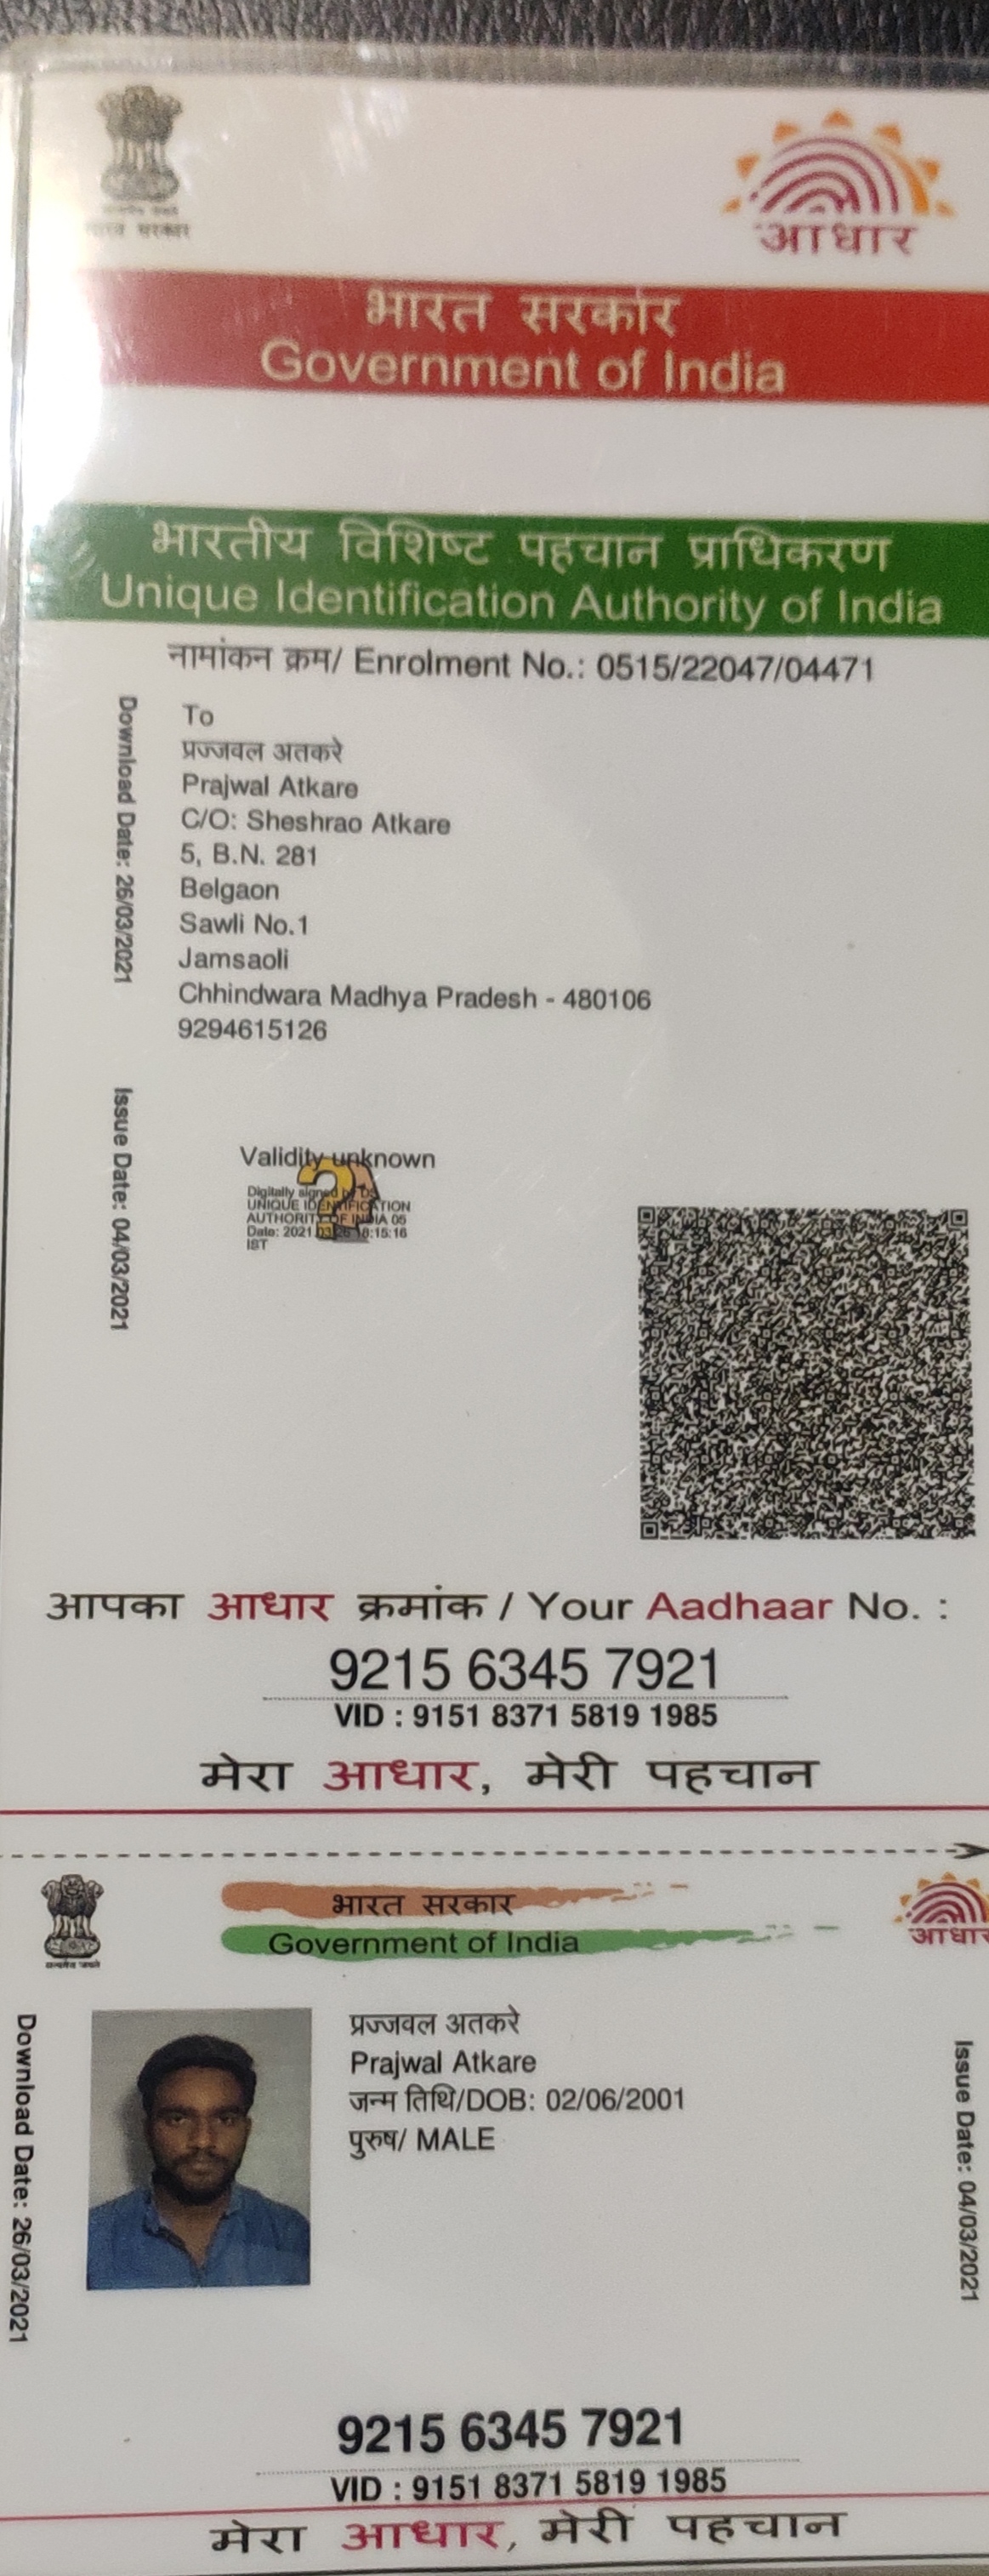 भारत सरकार
आधार
भारत सरकार
Government of India
भारतीय विशिष्ट पहचान प्राधिकरण
Unique Identification Authority of India
नामांकन क्रम/ Enrolment No.: 0515/22047/04471
To
प्रज्जवल अतकरे
Prajwal Atkare
C/O: Sheshrao Atkare
5, B.N. 281
Belgaon
Sawli No.1
Jamsaoli
Chhindwara Madhya Pradesh - 480106
9294615126
Download Date: 26/03/2021
Issue Date: 04/03/2021
Validity unknown
Digitally signed by DS
UNIQUE IDENTIFICATION
AUTHORITY OF INDIA 05
Date: 2021.03.26 18:15:16
IST
आपका आधार क्रमांक / Your Aadhaar No. :
9215 6345 7921
VID : 9151 8371 5819 1985
मेरा आधार, मेरी पहचान
भारत सरकार
Government of India
आधार
सत्यमेव जयते
Download Date: 26/03/2021
प्रज्जवल अतकरे
Prajwal Atkare
जन्म तिथि/DOB: 02/06/2001
पुरुष/ MALE
Issue Date: 04/03/2021
9215 6345 7921
VID : 9151 8371 5819 1985
मेरा आधार, मेरी पहचान